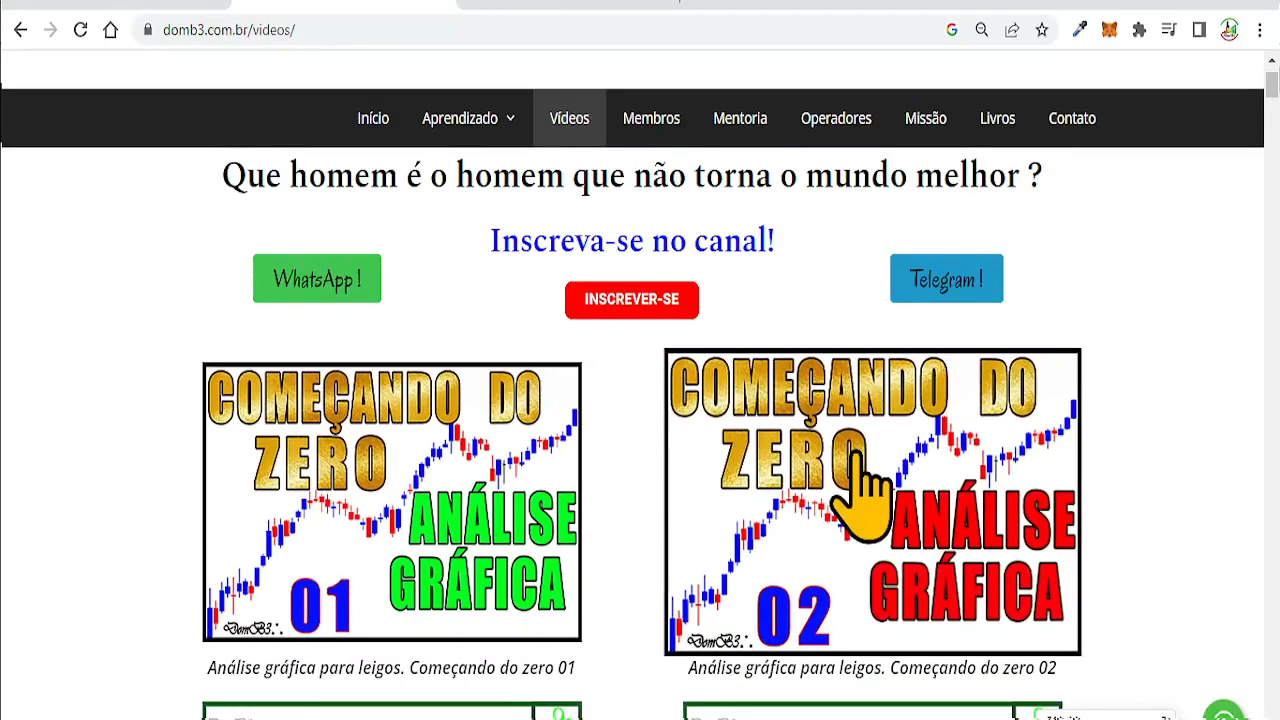 domb3.com.br/videos/
Início Aprendizado Vídeos Membros Mentoria Operadores Missão Livros Contato
Que homem é o homem que não torna o mundo melhor ?
Inscreva-se no canal!
WhatsApp !
INSCREVER-SE
Telegram !
COMEÇANDO DO
ZERO
ANÁLISE
GRÁFICA
01
DomB3.∴
Análise gráfica para leigos. Começando do zero 01
COMEÇANDO DO
ZERO
ANÁLISE
GRÁFICA
02
DomB3.∴
Análise gráfica para leigos. Começando do zero 02